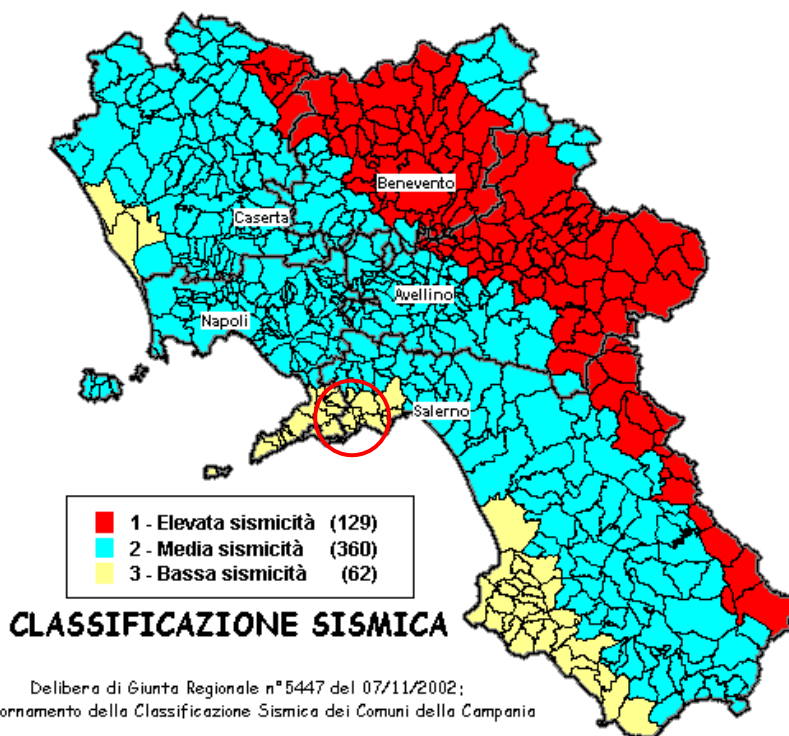 Benevento
Caserta
Avellino
Napoli
Salerno
1 - Elevata sismicità (129)
2 - Media sismicità (360)
3 - Bassa sismicità (62)
CLASSIFICAZIONE SISMICA
Delibera di Giunta Regionale n°5447 del 07/11/2002;
ornamento della Classificazione Sismica dei Comuni della Campania